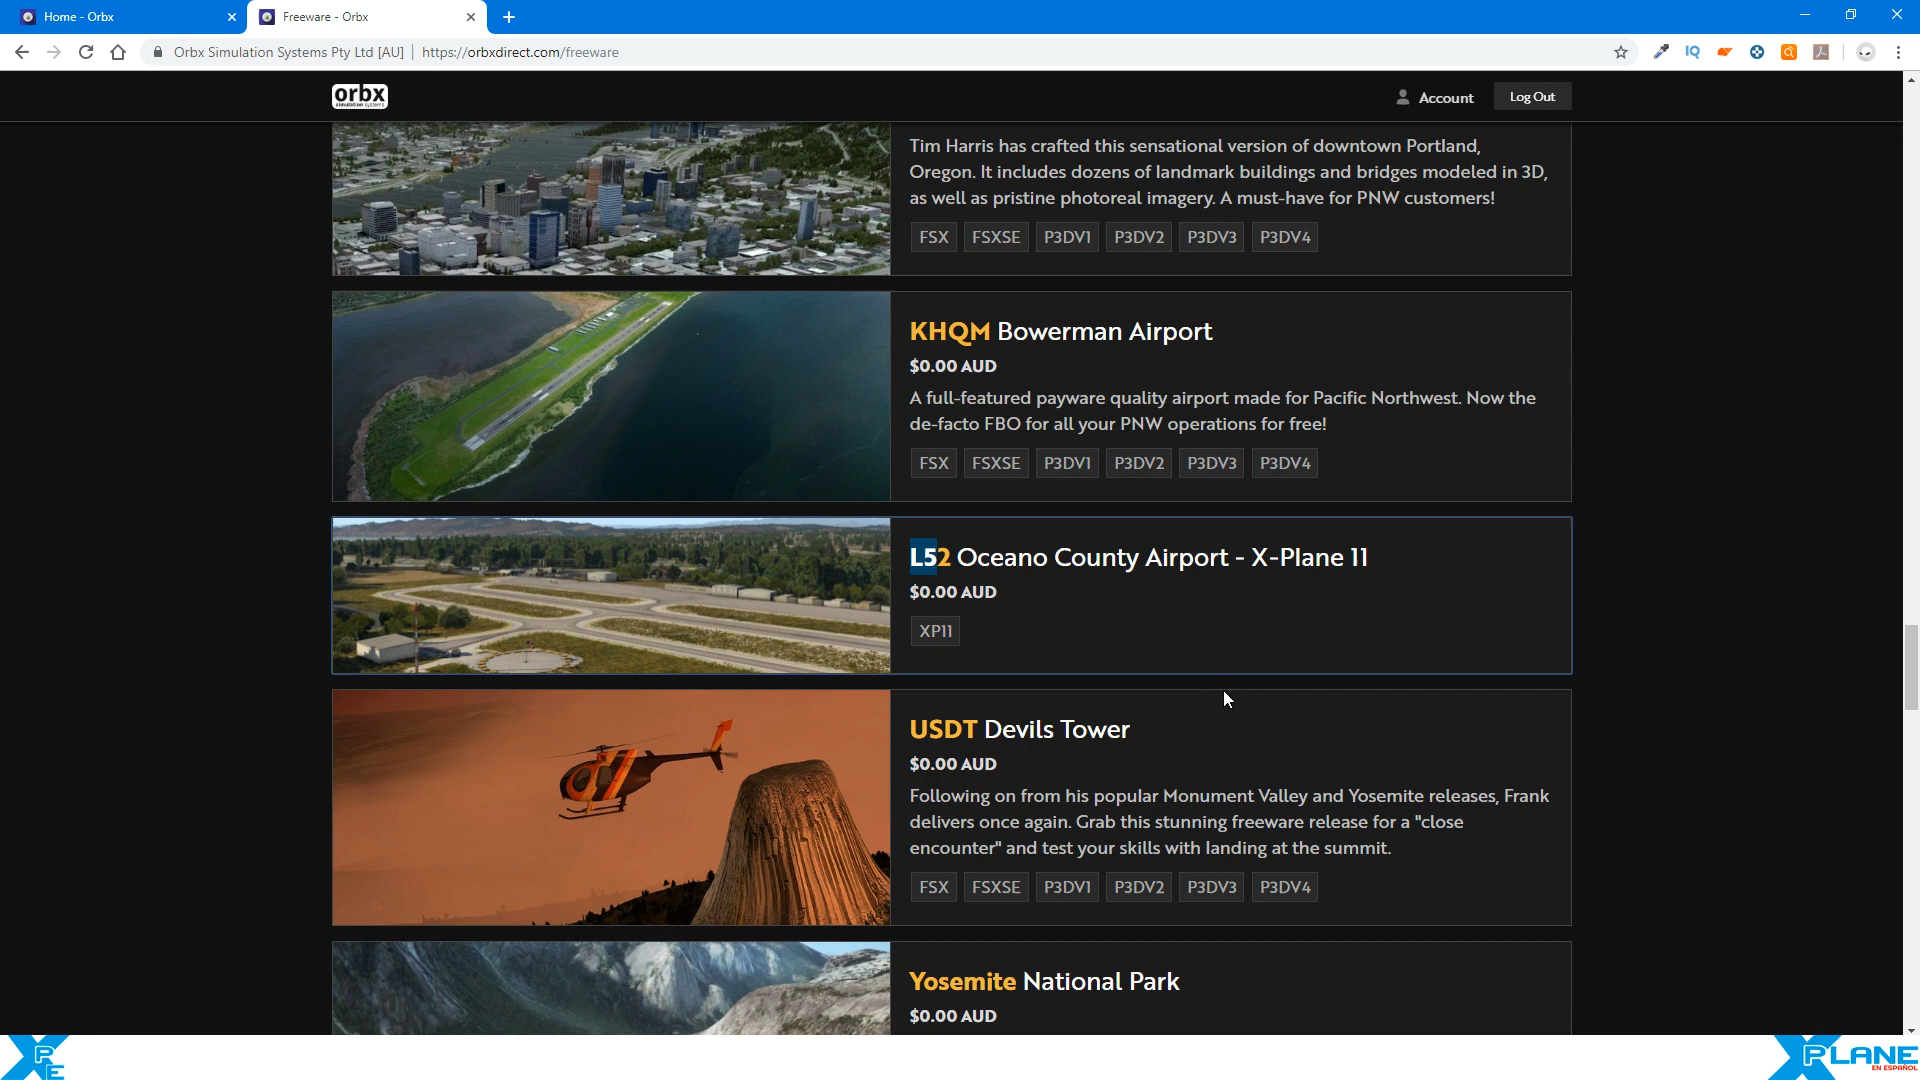 Home - Orbx
Freeware - Orbx
Orbx Simulation Systems Pty Ltd [AU] | https://orbxdirect.com/freeware
IQ
orbx
simulation systems
Account
Log Out
Tim Harris has crafted this sensational version of downtown Portland,
Oregon. It includes dozens of landmark buildings and bridges modeled in 3D,
as well as pristine photoreal imagery. A must-have for PNW customers!
FSX FSXSE P3DV1 P3DV2 P3DV3 P3DV4
KHQM Bowerman Airport
$0.00 AUD
A full-featured payware quality airport made for Pacific Northwest. Now the
de-facto FBO for all your PNW operations for free!
FSX FSXSE P3DV1 P3DV2 P3DV3 P3DV4
L52 Oceano County Airport - X-Plane 11
$0.00 AUD
XP11
USDT Devils Tower
$0.00 AUD
Following on from his popular Monument Valley and Yosemite releases, Frank
delivers once again. Grab this stunning freeware release for a "close
encounter" and test your skills with landing at the summit.
FSX FSXSE P3DV1 P3DV2 P3DV3 P3DV4
Yosemite National Park
$0.00 AUD
XPE
X PLANE
EN ESPAÑOL